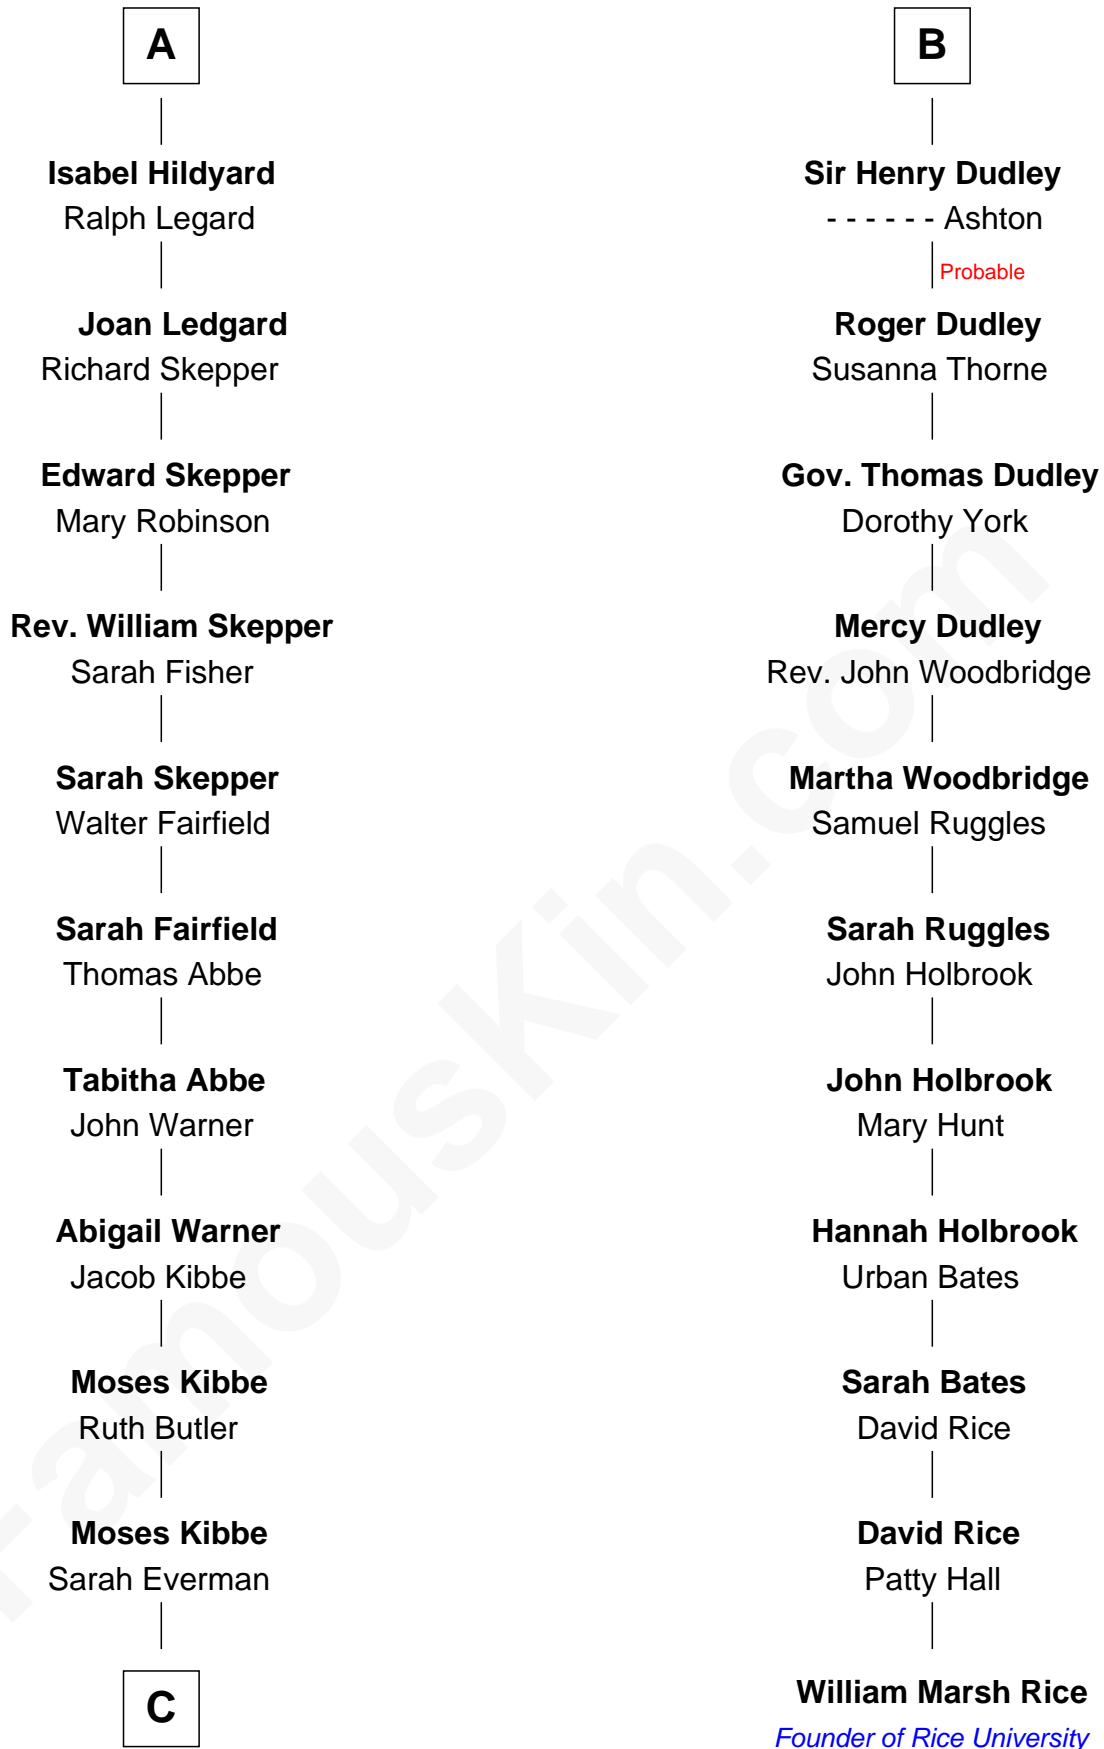 A
Isabel Hildyard
Ralph Legard
Joan Ledgard
Richard Skepper
Edward Skepper
Mary Robinson
Rev. William Skepper
Sarah Fisher
Sarah Skepper
Walter Fairfield
Sarah Fairfield
Thomas Abbe
Tabitha Abbe
John Warner
Abigail Warner
Jacob Kibbe
Moses Kibbe
Ruth Butler
Moses Kibbe
Sarah Everman
C
B
Sir Henry Dudley
- - - - - - Ashton
Probable
Roger Dudley
Susanna Thorne
Gov. Thomas Dudley
Dorothy York
Mercy Dudley
Rev. John Woodbridge
Martha Woodbridge
Samuel Ruggles
Sarah Ruggles
John Holbrook
John Holbrook
Mary Hunt
Hannah Holbrook
Urban Bates
Sarah Bates
David Rice
David Rice
Patty Hall
William Marsh Rice
Founder of Rice University
FamousKin.com